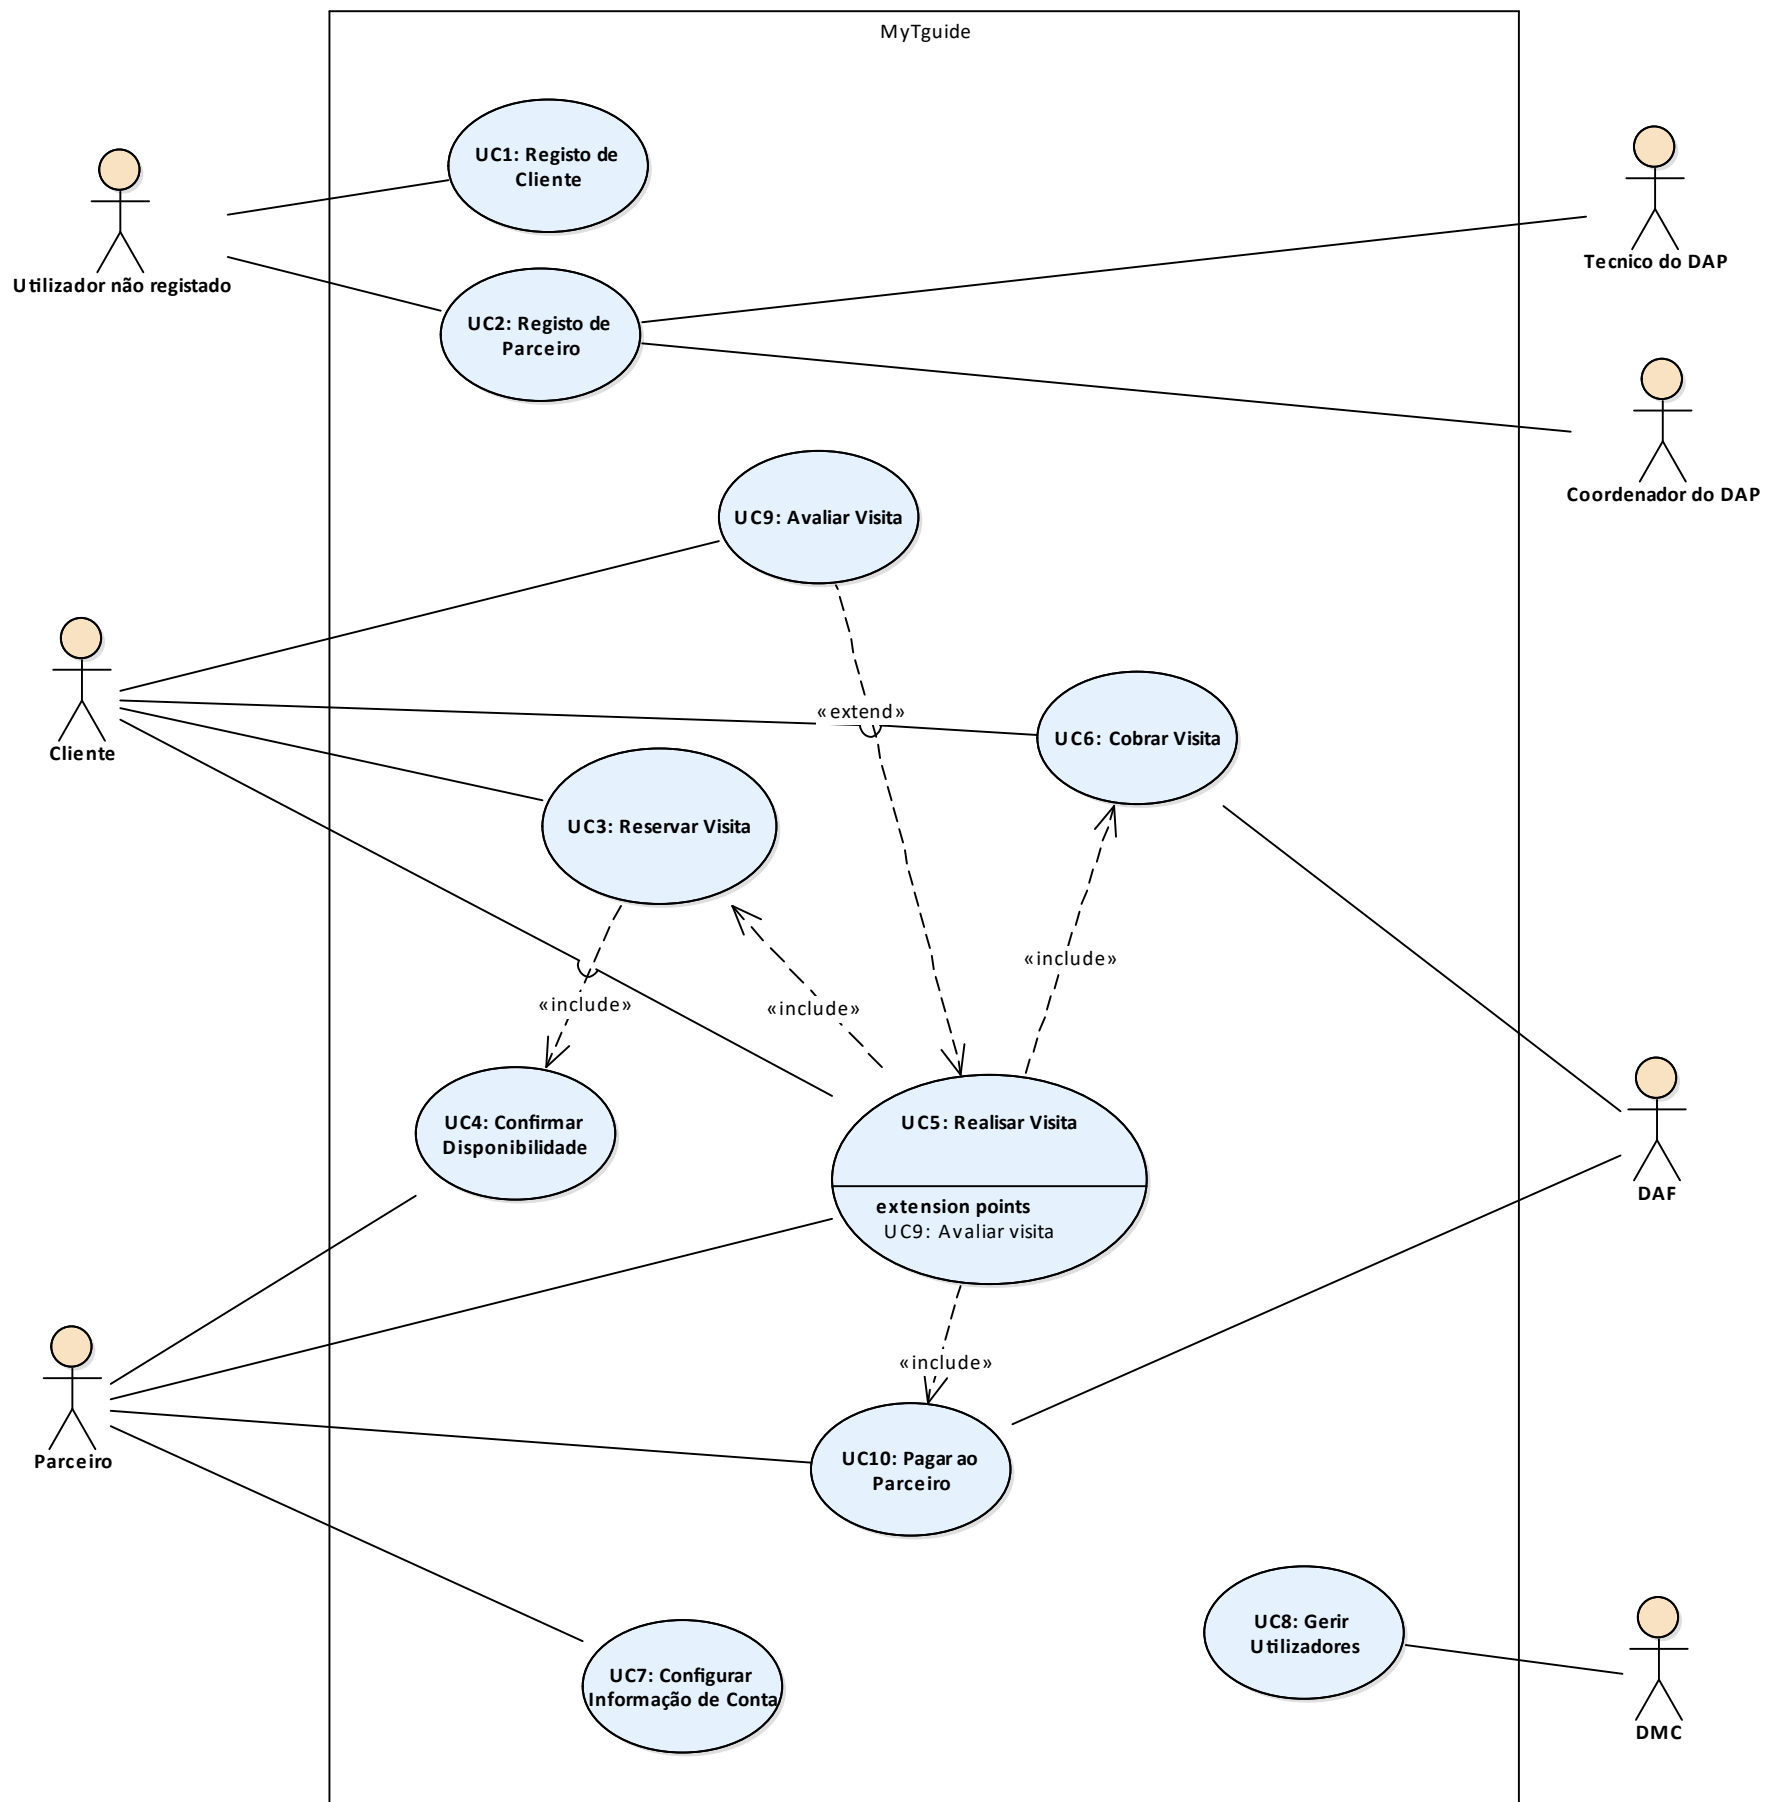 MyTguide
UC1: Registo de
Cliente
Utilizador não registado
Tecnico do DAP
UC2: Registo de
Parceiro
Coordenador do DAP
UC9: Avaliar Visita
Cliente
«extend»
UC6: Cobrar Visita
UC3: Reservar Visita
«include»
«include»
«include»
UC4: Confirmar
Disponibilidade
UC5: Realisar Visita
extension points
UC9: Avaliar visita
DAF
«include»
Parceiro
UC10: Pagar ao
Parceiro
UC8: Gerir
Utilizadores
UC7: Configurar
Informação de Conta
DMC